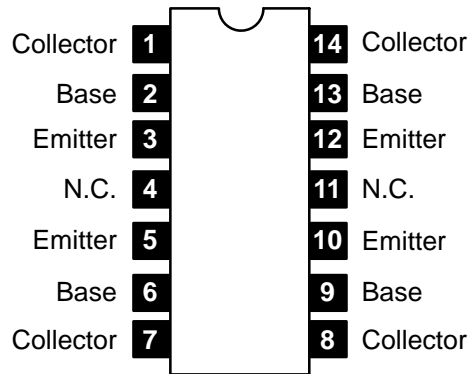 Collector 1 14 Collector
Base 2 13 Base
Emitter 3 12 Emitter
N.C. 4 11 N.C.
Emitter 5 10 Emitter
Base 6 9 Base
Collector 7 8 Collector